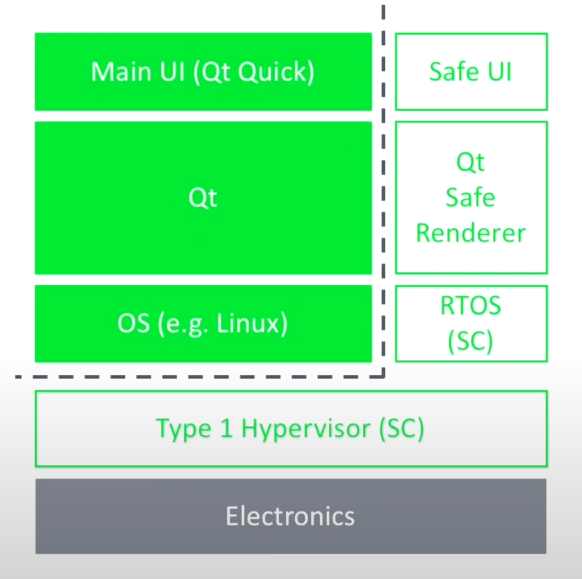 Main UI (Qt Quick)
Safe UI
Qt
Qt
Safe
Renderer
OS (e.g. Linux)
RTOS
(SC)
Type 1 Hypervisor (SC)
Electronics